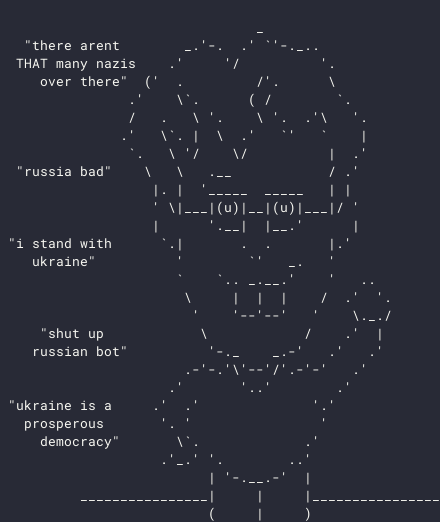 "there arent
THAT many nazis
over there"
"russia bad"
"i stand with
ukraine"
"shut up
russian bot"
"ukraine is a
prosperous
democracy"